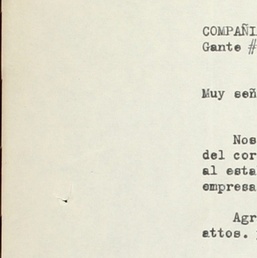 COMPAÑI
Gante #
Muy señ
Nos
del cor
al esta
empresa
Agr
attos.